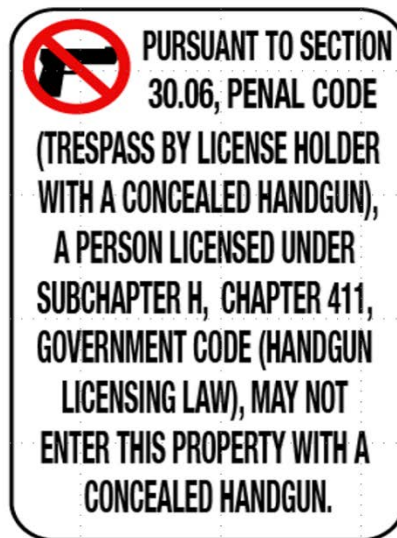 PURSUANT TO SECTION
30.06, PENAL CODE
(TRESPASS BY LICENSE HOLDER
WITH A CONCEALED HANDGUN),
A PERSON LICENSED UNDER
SUBCHAPTER H, CHAPTER 411,
GOVERNMENT CODE (HANDGUN
LICENSING LAW), MAY NOT
ENTER THIS PROPERTY WITH A
CONCEALED HANDGUN.